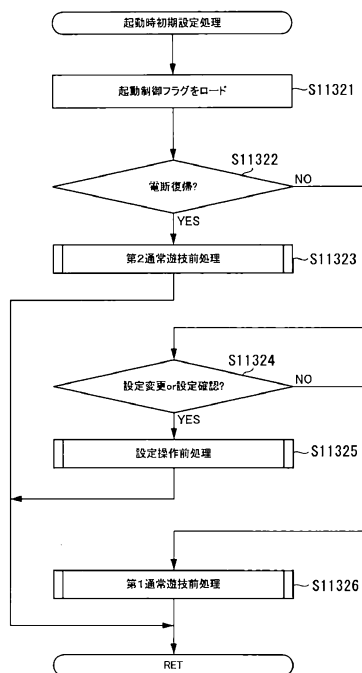 起動時初期設定処理
起動制御フラグをロード
S11321
S11322
電断復帰?
NO
YES
第2通常遊技前処理
S11323
S11324
設定変更or設定確認?
NO
YES
設定操作前処理
S11325
第1通常遊技前処理
S11326
RET